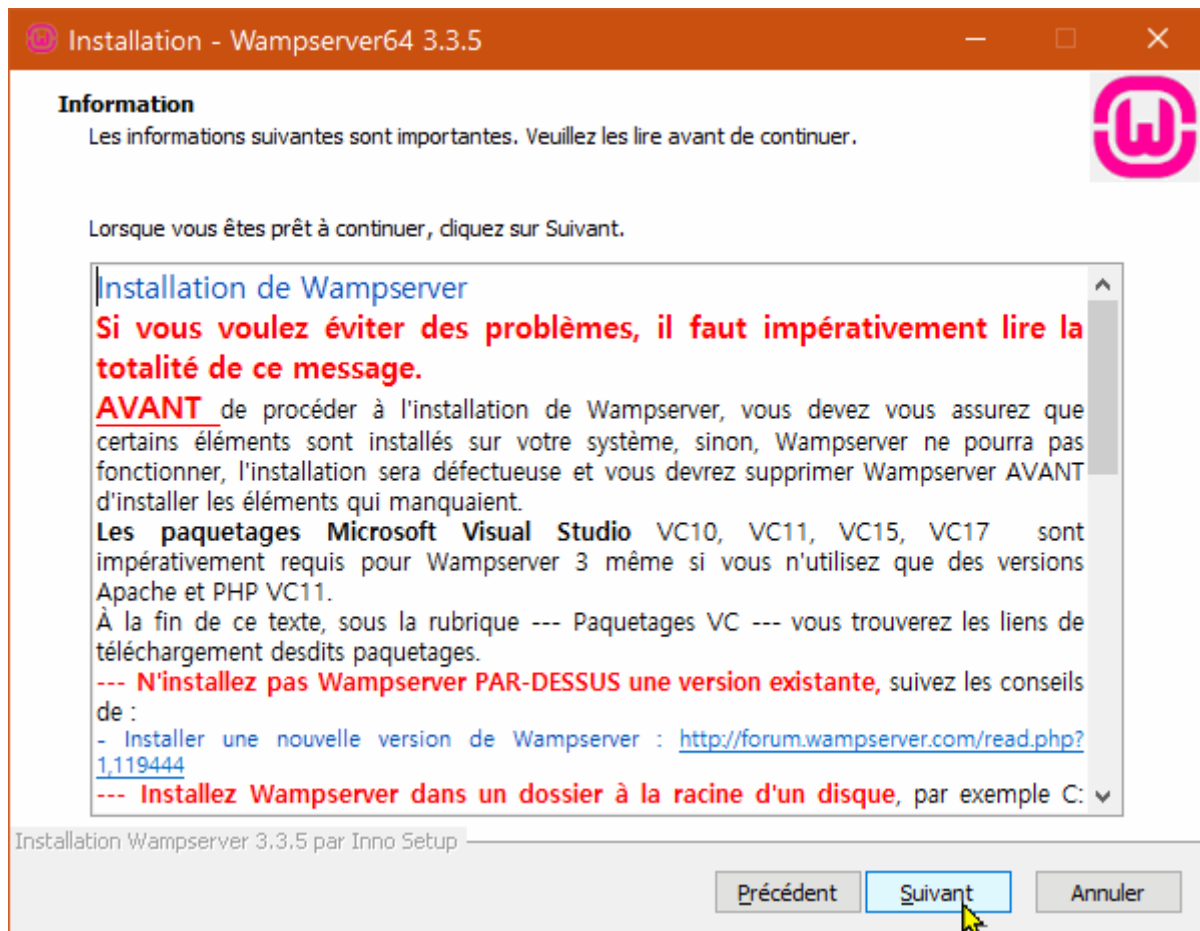 Installation - Wampserver64 3.3.5
Information
Les informations suivantes sont importantes. Veuillez les lire avant de continuer.
Lorsque vous êtes prêt à continuer, cliquez sur Suivant.
Installation de Wampserver
Si vous voulez éviter des problèmes, il faut impérativement lire la
totalité de ce message.
AVANT de procéder à l'installation de Wampserver, vous devez vous assurez que
certains éléments sont installés sur votre système, sinon, Wampserver ne pourra pas
fonctionner, l'installation sera défectueuse et vous devrez supprimer Wampserver AVANT
d'installer les éléments qui manquaient.
Les paquetages Microsoft Visual Studio VC10, VC11, VC15, VC17 sont
impérativement requis pour Wampserver 3 même si vous n'utilisez que des versions
Apache et PHP VC11.
À la fin de ce texte, sous la rubrique --- Paquetages VC --- vous trouverez les liens de
téléchargement desdits paquetages.
--- N'installez pas Wampserver PAR-DESSUS une version existante, suivez les conseils
de :
- Installer une nouvelle version de Wampserver : http://forum.wampserver.com/read.php?
1,119444
--- Installez Wampserver dans un dossier à la racine d'un disque, par exemple C:
Installation Wampserver 3.3.5 par Inno Setup
Précédent
Suivant
Annuler